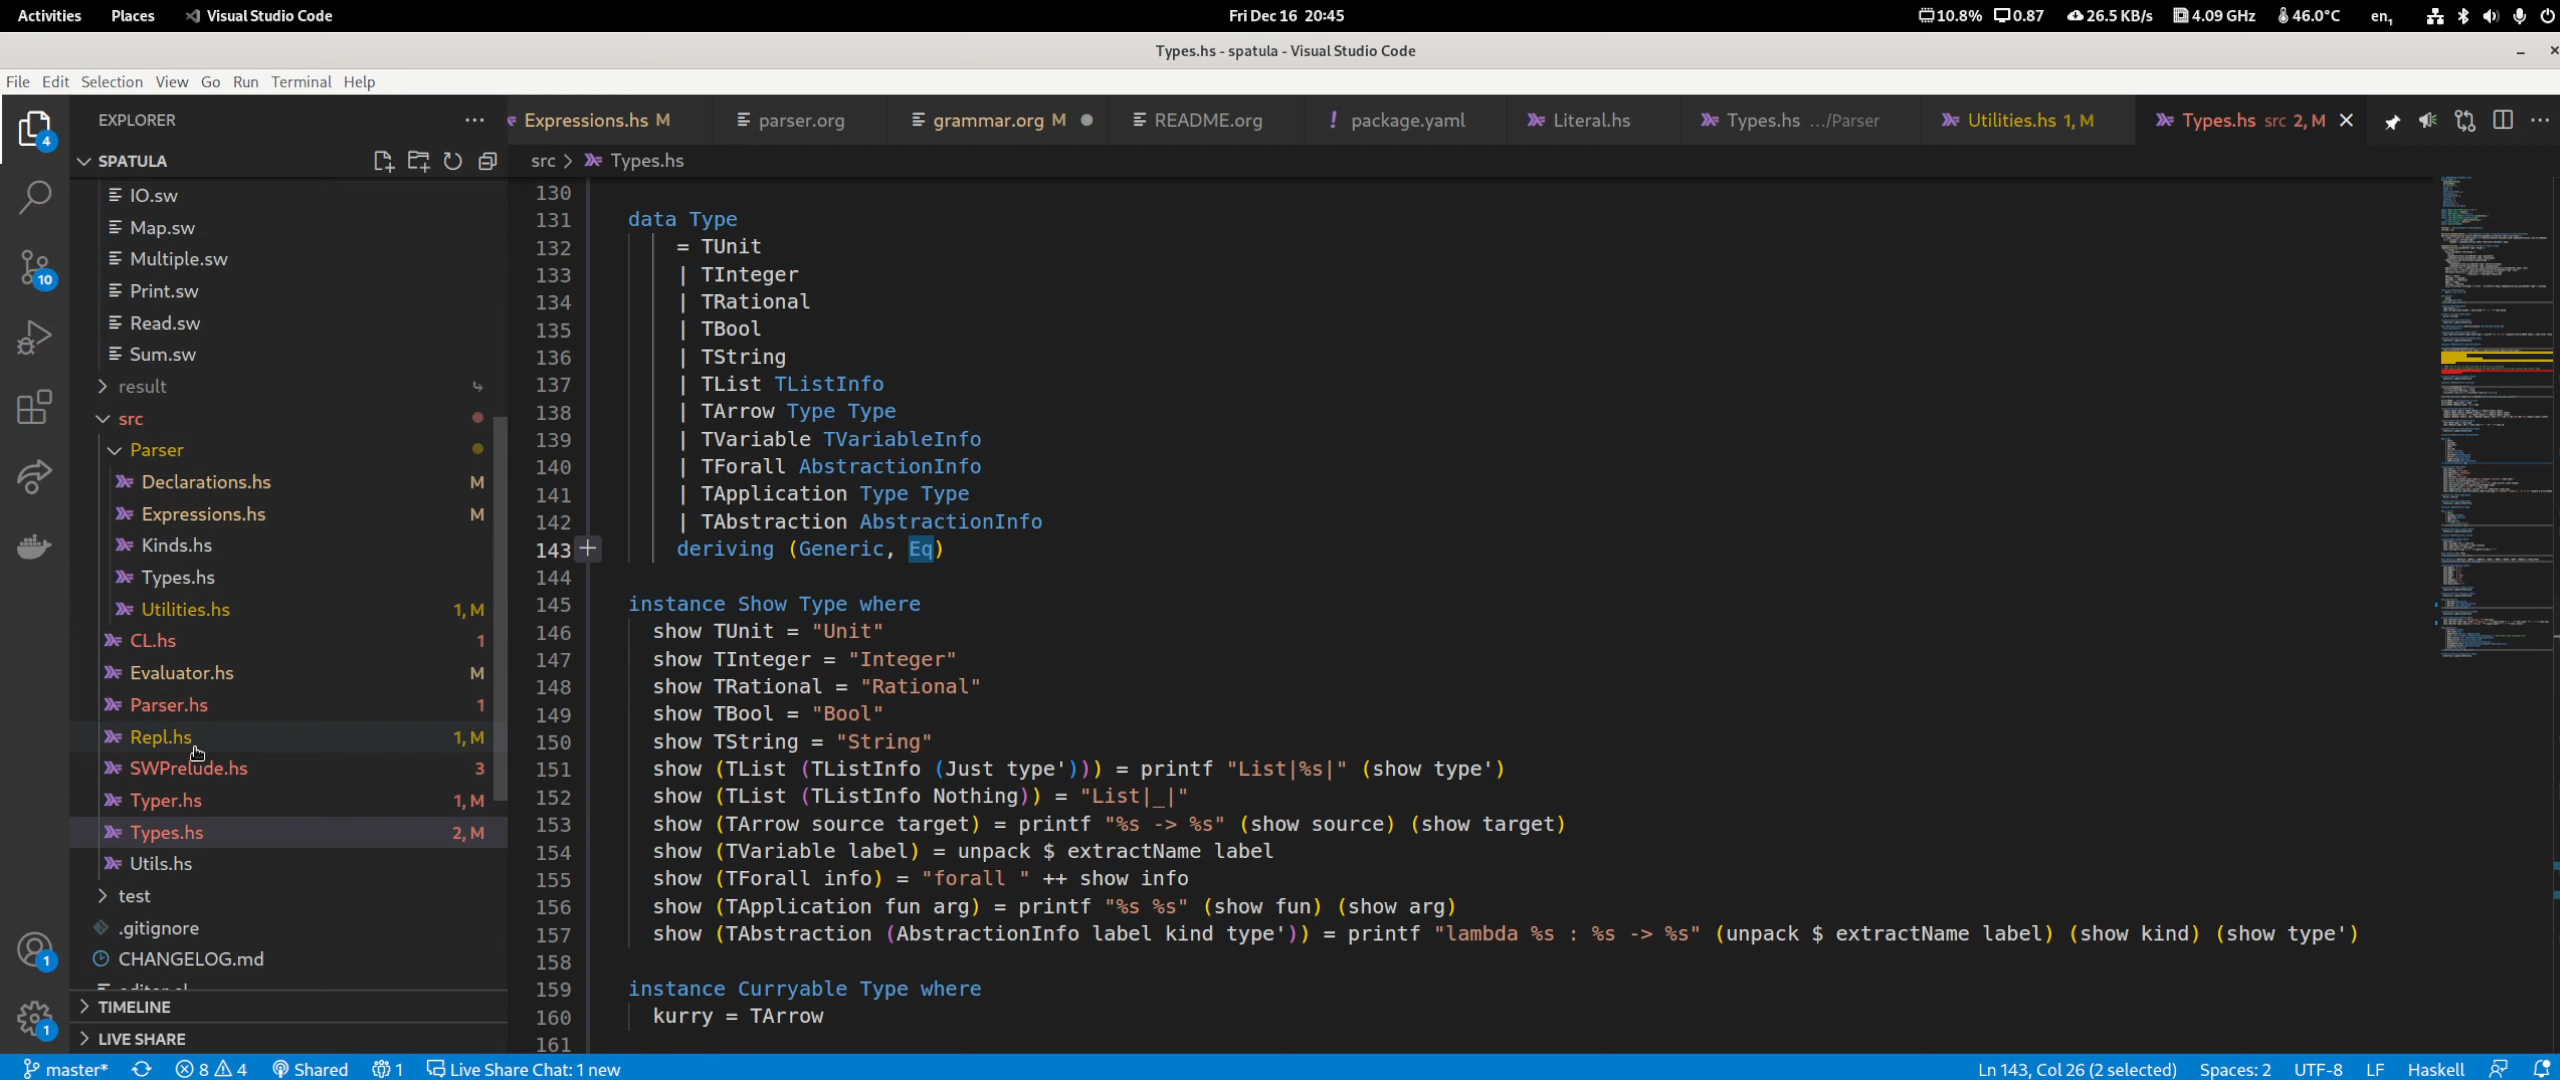 Activities Places Visual Studio Code Fri Dec 16 20:45 10.8% 0.87 26.5 KB/s 4.09 GHz 46.0°C en₁
Types.hs - spatula - Visual Studio Code
File Edit Selection View Go Run Terminal Help
EXPLORER
Expressions.hs M parser.org grammar.org M README.org package.yaml Literal.hs Types.hs .../Parser Utilities.hs 1, M Types.hs src 2, M
SPATULA
src > Types.hs
IO.sw
Map.sw
Multiple.sw
Print.sw
Read.sw
Sum.sw
result
src
Parser
Declarations.hs M
Expressions.hs M
Kinds.hs
Types.hs
Utilities.hs 1, M
CL.hs 1
Evaluator.hs M
Parser.hs 1
Repl.hs 1, M
SWPrelude.hs 3
Typer.hs 1, M
Types.hs 2, M
Utils.hs
test
.gitignore
CHANGELOG.md
TIMELINE
LIVE SHARE
4
10
1
1
130
131 data Type
132 = TUnit
133 | TInteger
134 | TRational
135 | TBool
136 | TString
137 | TList TListInfo
138 | TArrow Type Type
139 | TVariable TVariableInfo
140 | TForall AbstractionInfo
141 | TApplication Type Type
142 | TAbstraction AbstractionInfo
143 deriving (Generic, Eq)
144
145 instance Show Type where
146 show TUnit = "Unit"
147 show TInteger = "Integer"
148 show TRational = "Rational"
149 show TBool = "Bool"
150 show TString = "String"
151 show (TList (TListInfo (Just type'))) = printf "List|%s|" (show type')
152 show (TList (TListInfo Nothing)) = "List|_|"
153 show (TArrow source target) = printf "%s -> %s" (show source) (show target)
154 show (TVariable label) = unpack $ extractName label
155 show (TForall info) = "forall " ++ show info
156 show (TApplication fun arg) = printf "%s %s" (show fun) (show arg)
157 show (TAbstraction (AbstractionInfo label kind type')) = printf "lambda %s : %s -> %s" (unpack $ extractName label) (show kind) (show type')
158
159 instance Curryable Type where
160 kurry = TArrow
161
master* 8 4 Shared 1 Live Share Chat: 1 new Ln 143, Col 26 (2 selected) Spaces: 2 UTF-8 LF Haskell